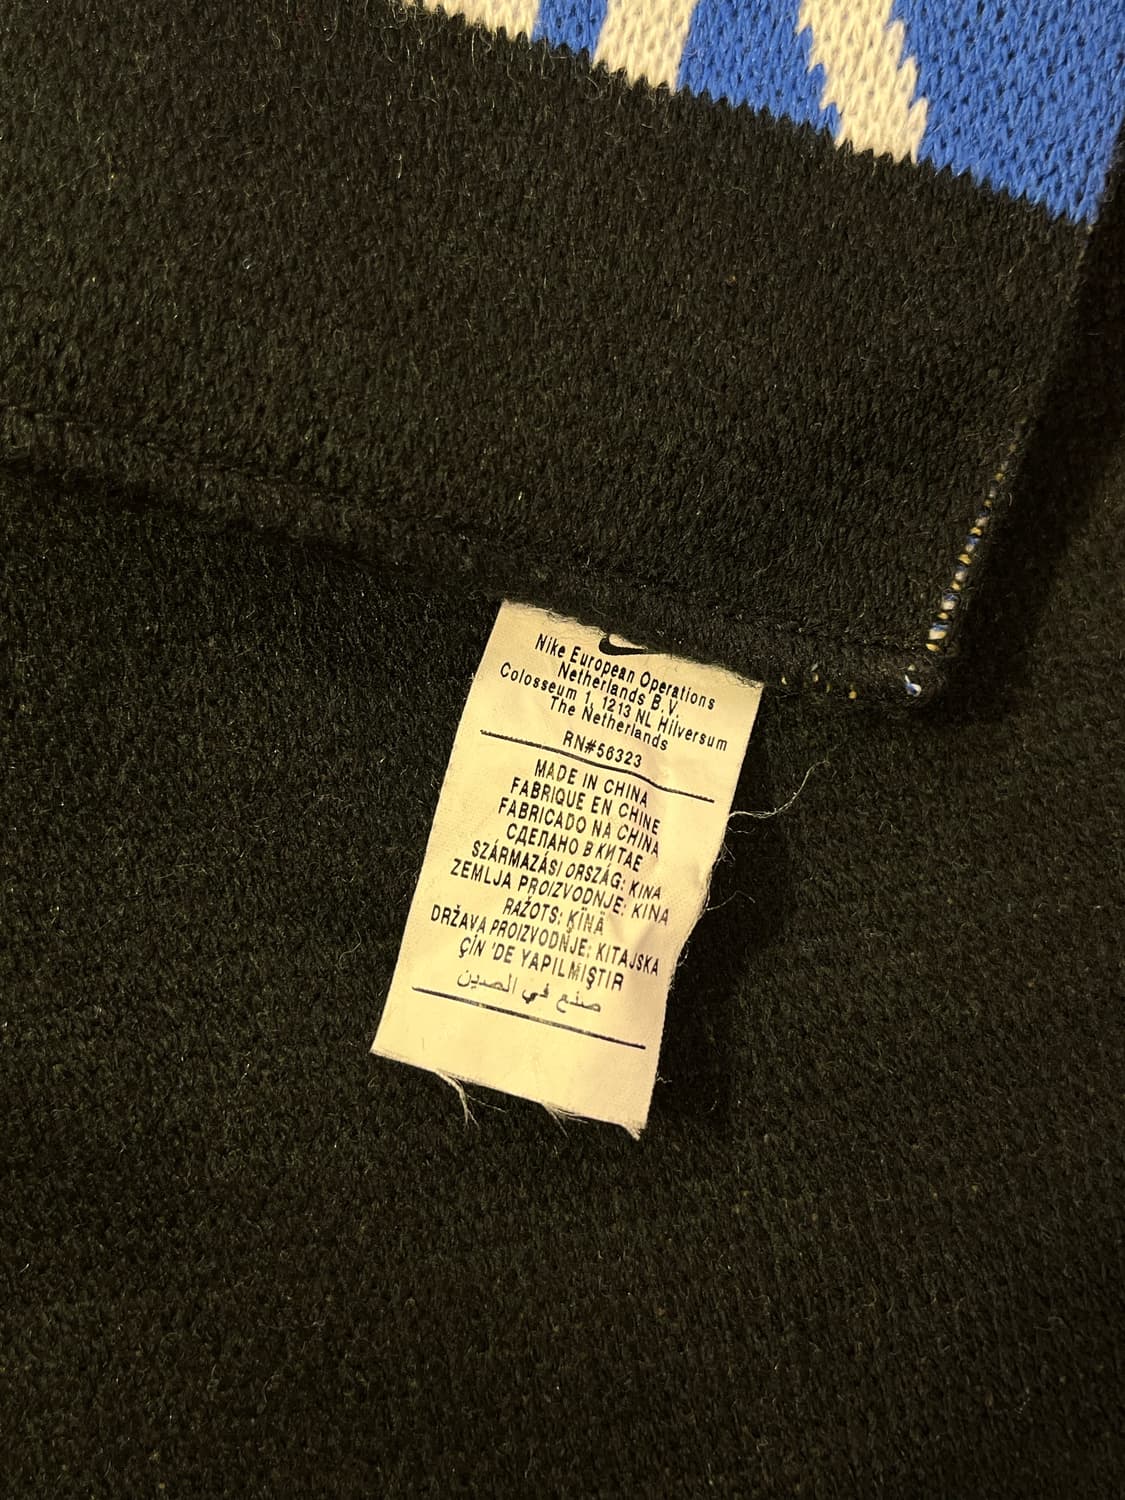 Nike European Operations
Netherlands B.V.
Colosseum 1, 1213 NL Hilversum
The Netherlands
RN#56323
MADE IN CHINA
FABRIQUE EN CHINE
FABRICADO NA CHINA
СДЕЛАНО В КИТАЕ
SZÁRMAZÁSI ORSZÁG: KINA
ZEMLJA PROIZVODNJE: KINA
RAŽOTS: ĶĪNĀ
DRŽAVA PROIZVODNJE: KITAJSKA
ÇİN 'DE YAPILMIŞTIR
صنع في الصين